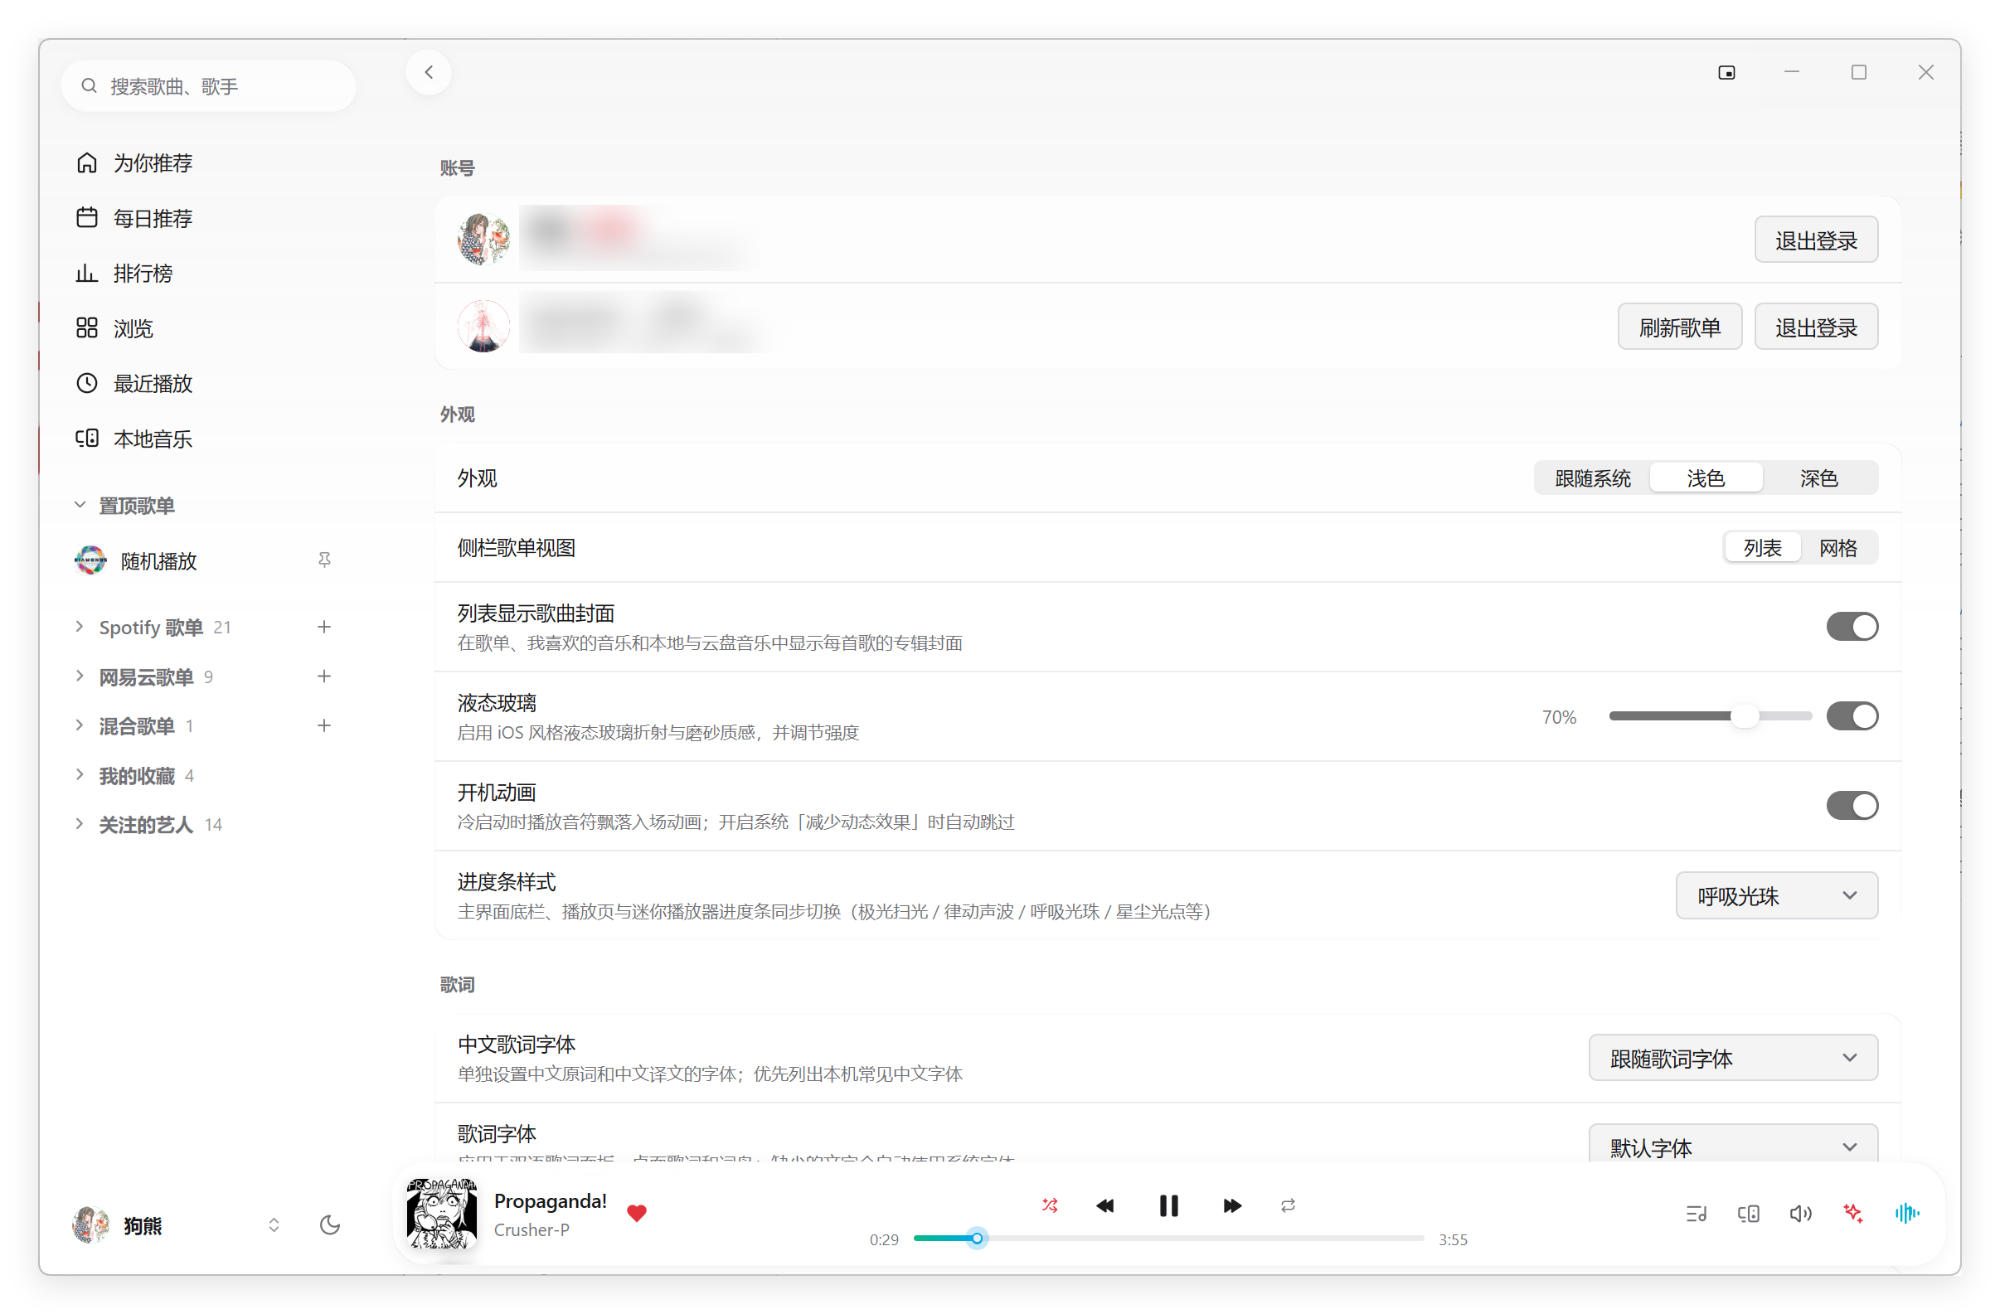 搜索歌曲、歌手
为你推荐
每日推荐
排行榜
浏览
最近播放
本地音乐
置顶歌单
随机播放
Spotify 歌单 21
网易云歌单 9
混合歌单 1
我的收藏 4
关注的艺人 14
狗熊
账号
退出登录
刷新歌单 退出登录
外观
外观 跟随系统 浅色 深色
侧栏歌单视图 列表 网格
列表显示歌曲封面
在歌单、我喜欢的音乐和本地与云盘音乐中显示每首歌的专辑封面
液态玻璃
启用 iOS 风格液态玻璃折射与磨砂质感，并调节强度
70%
开机动画
冷启动时播放音符飘落入场动画；开启系统「减少动态效果」时自动跳过
进度条样式
主界面底栏、播放页与迷你播放器进度条同步切换（极光扫光 / 律动声波 / 呼吸光珠 / 星尘光点等）
呼吸光珠
歌词
中文歌词字体
单独设置中文原词和中文译文的字体；优先列出本机常见中文字体
跟随歌词字体
歌词字体
默认字体
PROPAGANDA
Propaganda!
Crusher-P
0:29 3:55